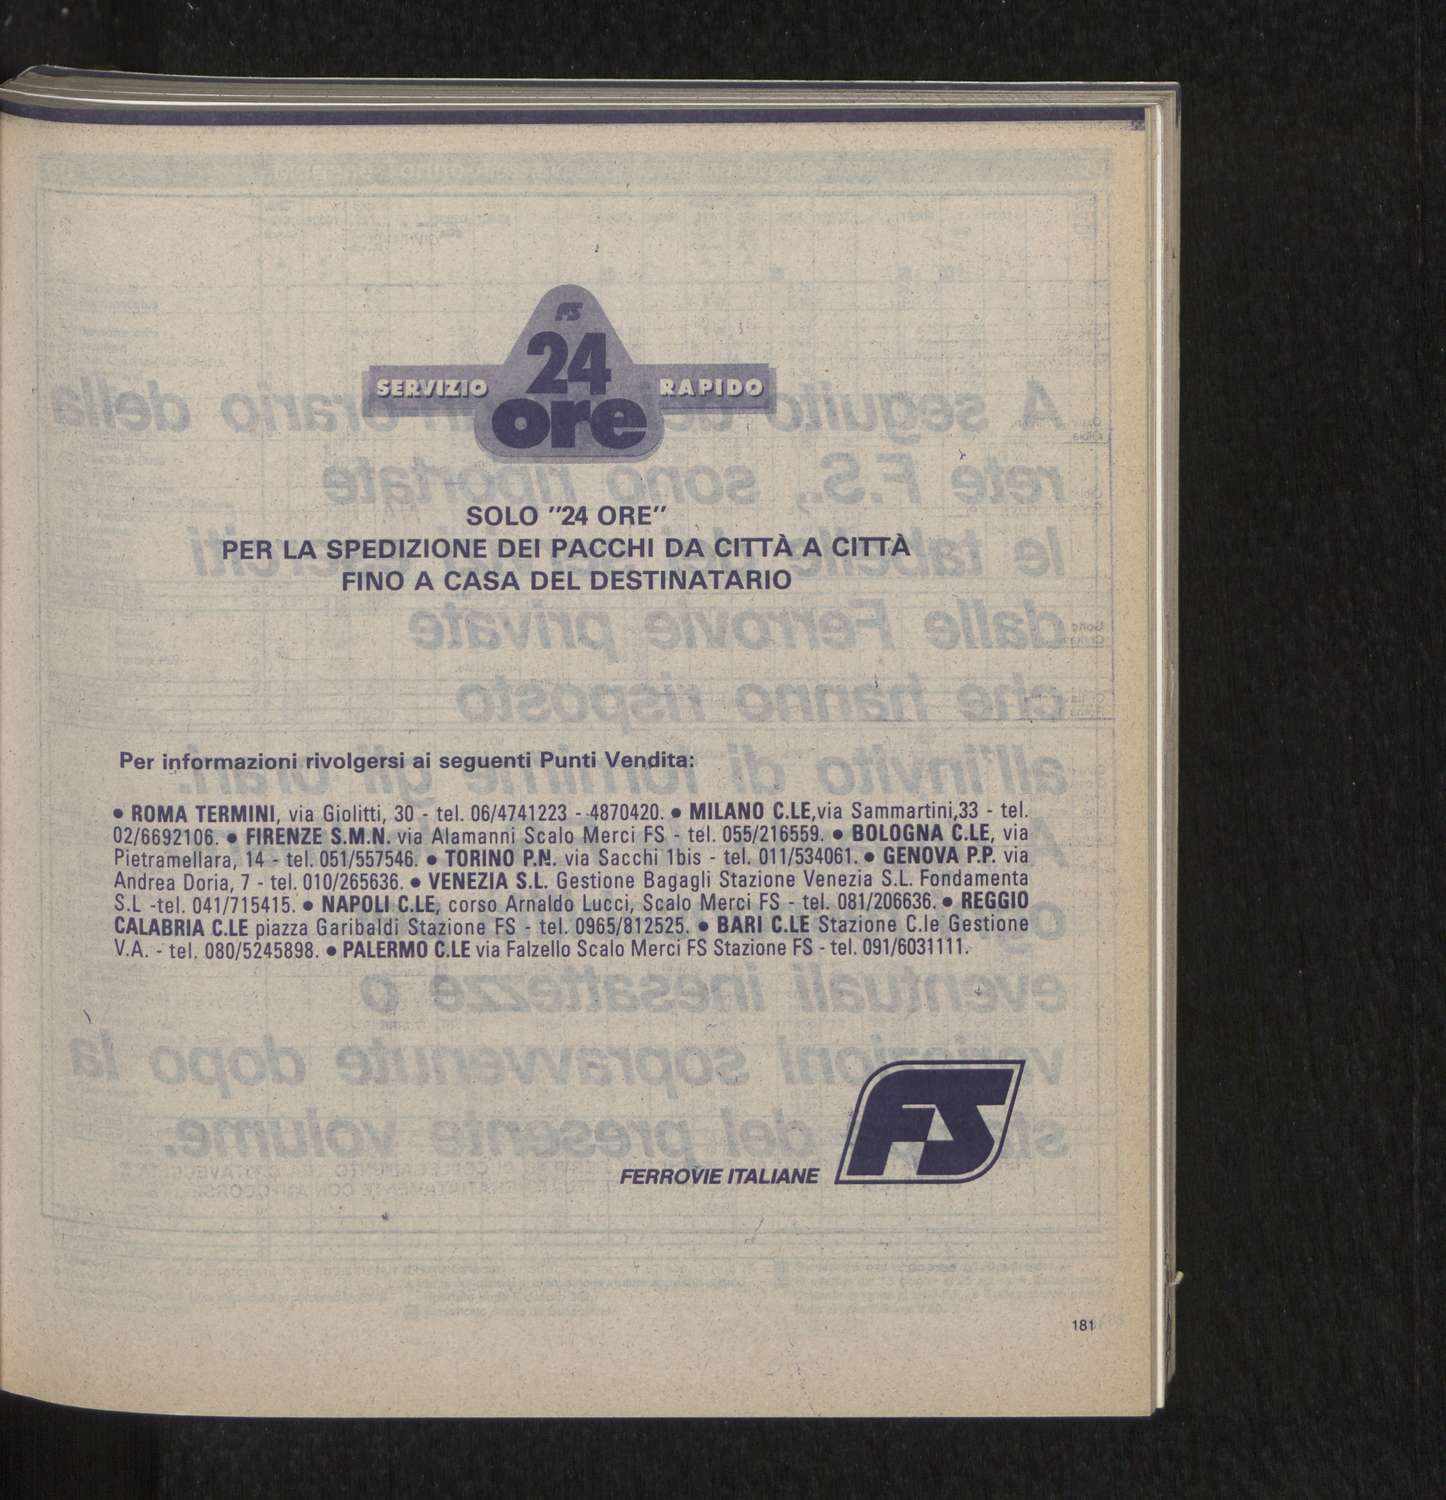 FS
24
SERVIZIO RAPIDO
ore
SOLO "24 ORE"
PER LA SPEDIZIONE DEI PACCHI DA CITTÀ A CITTÀ
FINO A CASA DEL DESTINATARIO
Per informazioni rivolgersi ai seguenti Punti Vendita:
● ROMA TERMINI, via Giolitti, 30 - tel. 06/4741223 - 4870420. ● MILANO C.LE,via Sammartini,33 - tel.
02/6692106. ● FIRENZE S.M.N. via Alamanni Scalo Merci FS - tel. 055/216559. ● BOLOGNA C.LE, via
Pietramellara, 14 - tel. 051/557546. ● TORINO P.N. via Sacchi 1bis - tel. 011/534061. ● GENOVA P.P. via
Andrea Doria, 7 - tel. 010/265636. ● VENEZIA S.L. Gestione Bagagli Stazione Venezia S.L. Fondamenta
S.L -tel. 041/715415. ● NAPOLI C.LE, corso Arnaldo Lucci, Scalo Merci FS - tel. 081/206636. ● REGGIO
CALABRIA C.LE piazza Garibaldi Stazione FS - tel. 0965/812525. ● BARI C.LE Stazione C.le Gestione
V.A. - tel. 080/5245898. ● PALERMO C.LE via Falzello Scalo Merci FS Stazione FS - tel. 091/6031111.
FERROVIE ITALIANE FS
181